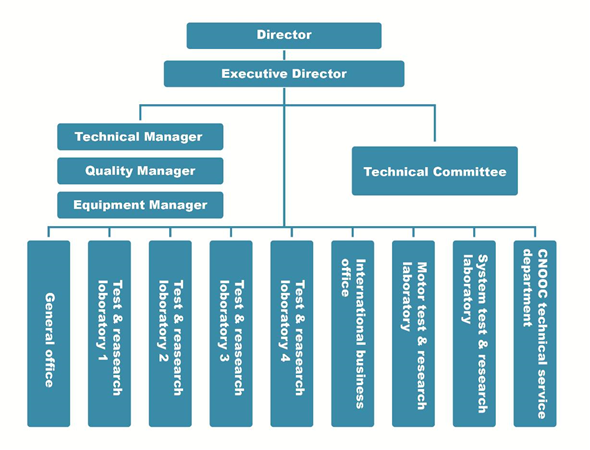 Director
Executive Director
Technical Manager
Quality Manager
Equipment Manager
Technical Committee
General office
Test & reasearch
loboratory 1
Test & reasearch
loboratory 2
Test & reasearch
loboratory 3
Test & reasearch
loboratory 4
International business
office
Motor test & research
laboratory
System test & research
laboratory
CNOOC technical service
department